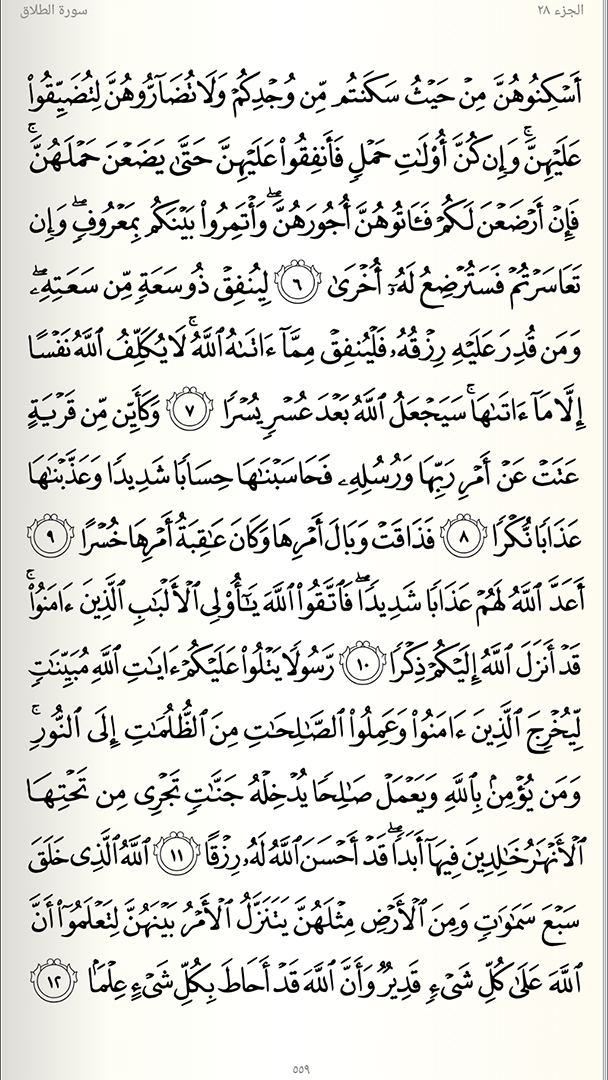 الجزء ٢٨
سورة الطلاق
أَسۡكِنُوهُنَّ مِنۡ حَيۡثُ سَكَنتُم مِّن وُجۡدِكُمۡ وَلَا تُضَآرُّوهُنَّ لِتُضَيِّقُواْ
عَلَيۡهِنَّۚ وَإِن كُنَّ أُوْلَٰتِ حَمۡلٖ فَأَنفِقُواْ عَلَيۡهِنَّ حَتَّىٰ يَضَعۡنَ حَمۡلَهُنَّۚ
فَإِنۡ أَرۡضَعۡنَ لَكُمۡ فَـَٔاتُوهُنَّ أُجُورَهُنَّ وَأۡتَمِرُواْ بَيۡنَكُم بِمَعۡرُوفٖۖ وَإِن
تَعَاسَرۡتُمۡ فَسَتُرۡضِعُ لَهُۥٓ أُخۡرَىٰ ٦ لِيُنفِقۡ ذُو سَعَةٖ مِّن سَعَتِهِۦۖ
وَمَن قُدِرَ عَلَيۡهِ رِزۡقُهُۥ فَلۡيُنفِقۡ مِمَّآ ءَاتَىٰهُ ٱللَّهُۚ لَا يُكَلِّفُ ٱللَّهُ نَفۡسًا
إِلَّا مَآ ءَاتَىٰهَاۚ سَيَجۡعَلُ ٱللَّهُ بَعۡدَ عُسۡرٖ يُسۡرٗا ٧ وَكَأَيِّن مِّن قَرۡيَةٍ
عَتَتۡ عَنۡ أَمۡرِ رَبِّهَا وَرُسُلِهِۦ فَحَاسَبۡنَٰهَا حِسَابٗا شَدِيدٗا وَعَذَّبۡنَٰهَا
عَذَابٗا نُّكۡرٗا ٨ فَذَاقَتۡ وَبَالَ أَمۡرِهَا وَكَانَ عَٰقِبَةُ أَمۡرِهَا خُسۡرًا ٩
أَعَدَّ ٱللَّهُ لَهُمۡ عَذَابٗا شَدِيدٗاۖ فَٱتَّقُواْ ٱللَّهَ يَٰٓأُوْلِي ٱلۡأَلۡبَٰبِ ٱلَّذِينَ ءَامَنُواْۚ
قَدۡ أَنزَلَ ٱللَّهُ إِلَيۡكُمۡ ذِكۡرٗا ١٠ رَّسُولٗا يَتۡلُواْ عَلَيۡكُمۡ ءَايَٰتِ ٱللَّهِ مُبَيِّنَٰتٖ
لِّيُخۡرِجَ ٱلَّذِينَ ءَامَنُواْ وَعَمِلُواْ ٱلصَّٰلِحَٰتِ مِنَ ٱلظُّلُمَٰتِ إِلَى ٱلنُّورِۚ
وَمَن يُؤۡمِنۢ بِٱللَّهِ وَيَعۡمَلۡ صَٰلِحٗا يُدۡخِلۡهُ جَنَّٰتٖ تَجۡرِي مِن تَحۡتِهَا
ٱلۡأَنۡهَٰرُ خَٰلِدِينَ فِيهَآ أَبَدٗاۖ قَدۡ أَحۡسَنَ ٱللَّهُ لَهُۥ رِزۡقًا ١١ ٱللَّهُ ٱلَّذِي خَلَقَ
سَبۡعَ سَمَٰوَٰتٖ وَمِنَ ٱلۡأَرۡضِ مِثۡلَهُنَّۖ يَتَنَزَّلُ ٱلۡأَمۡرُ بَيۡنَهُنَّ لِتَعۡلَمُوٓاْ أَنَّ
ٱللَّهَ عَلَىٰ كُلِّ شَيۡءٖ قَدِيرٞ وَأَنَّ ٱللَّهَ قَدۡ أَحَاطَ بِكُلِّ شَيۡءٍ عِلۡمَۢا ١٢
٥٥٩